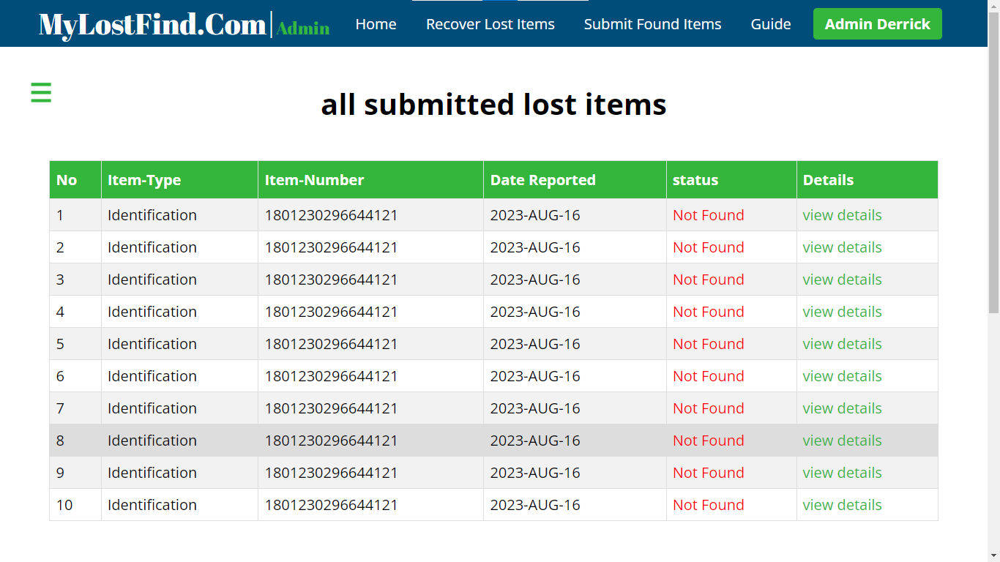 MyLostFind.Com| Admin Home Recover Lost Items Submit Found Items Guide Admin Derrick
all submitted lost items
No Item-Type Item-Number Date Reported status Details
1 Identification 1801230296644121 2023-AUG-16 Not Found view details
2 Identification 1801230296644121 2023-AUG-16 Not Found view details
3 Identification 1801230296644121 2023-AUG-16 Not Found view details
4 Identification 1801230296644121 2023-AUG-16 Not Found view details
5 Identification 1801230296644121 2023-AUG-16 Not Found view details
6 Identification 1801230296644121 2023-AUG-16 Not Found view details
7 Identification 1801230296644121 2023-AUG-16 Not Found view details
8 Identification 1801230296644121 2023-AUG-16 Not Found view details
9 Identification 1801230296644121 2023-AUG-16 Not Found view details
10 Identification 1801230296644121 2023-AUG-16 Not Found view details